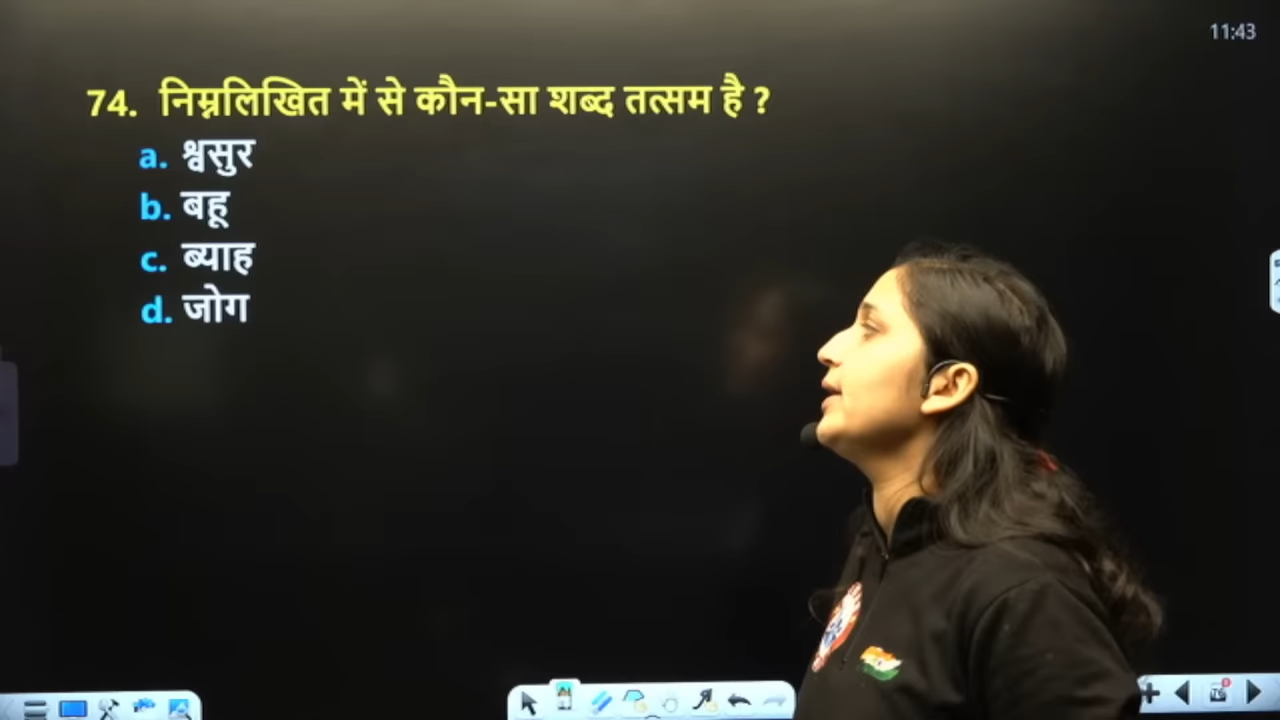 11:43
74. निम्नलिखित में से कौन-सा शब्द तत्सम है ?
a. श्वसुर
b. बहू
c. ब्याह
d. जोग